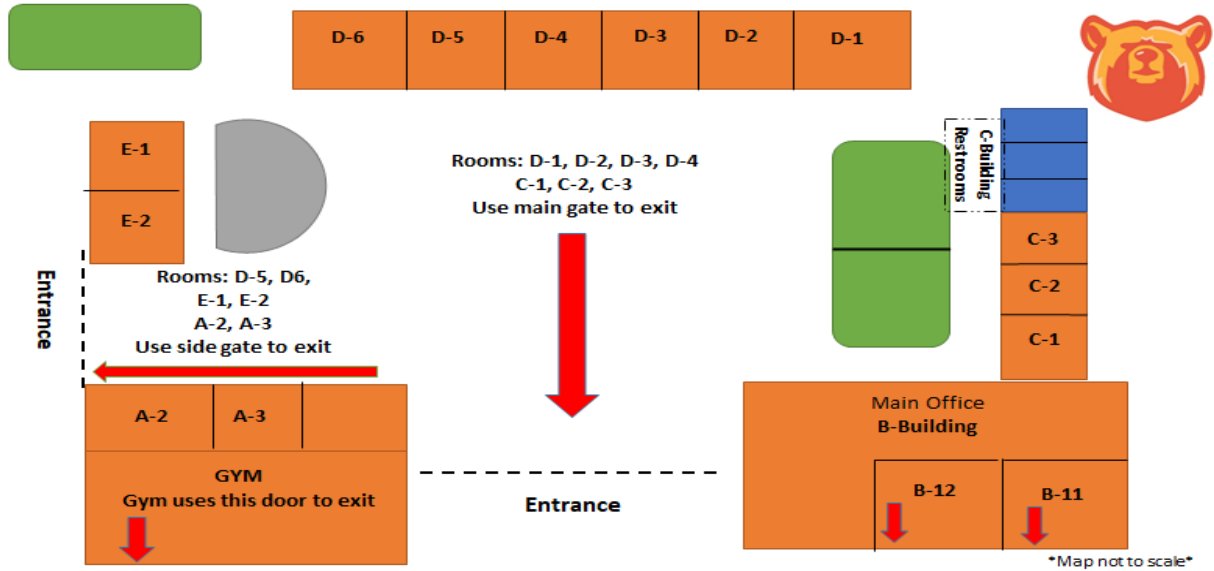 D-6 D-5 D-4 D-3 D-2 D-1
E-1
E-2
Rooms: D-1, D-2, D-3, D-4
C-1, C-2, C-3
Use main gate to exit
C-Building
Restrooms
C-3
C-2
C-1
Entrance
Rooms: D-5, D6,
E-1, E-2
A-2, A-3
Use side gate to exit
A-2 A-3
GYM
Gym uses this door to exit
Entrance
Main Office
B-Building
B-12 B-11
*Map not to scale*